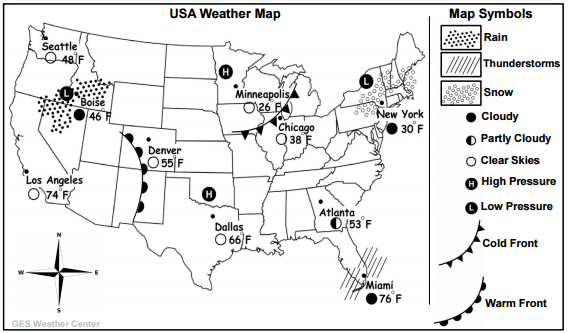 USA Weather Map
Seattle
48°F
L
Boise
46°F
H
Minneapolis
26°F
Chicago
38°F
L
New York
30°F
Denver
55°F
Los Angeles
74°F
H
Dallas
66°F
Atlanta
53°F
Miami
76°F
N
W E
S
GES Weather Center
Map Symbols
Rain
Thunderstorms
Snow
Cloudy
Partly Cloudy
Clear Skies
H High Pressure
L Low Pressure
Cold Front
Warm Front